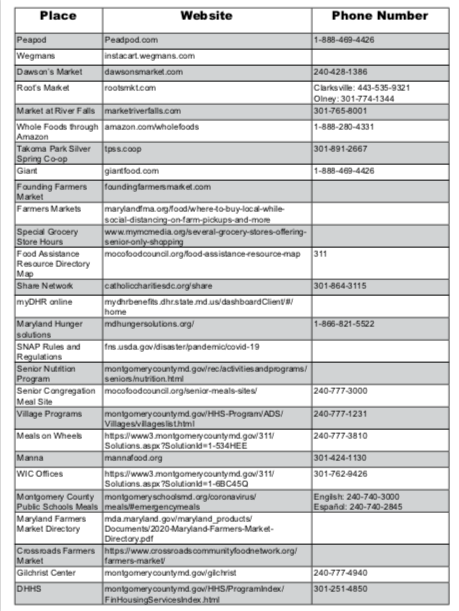 Place Website Phone Number
Peapod Peadpod.com 1-888-469-4426
Wegmans instacart.wegmans.com
Dawson's Market dawsonsmarket.com 240-428-1386
Root's Market rootsmkt.com Clarksville: 443-535-9321
Olney: 301-774-1344
Market at River Falls marketriverfalls.com 301-765-8001
Whole Foods through amazon.com/wholefoods 1-888-280-4331
Amazon
Takoma Park Silver tpss.coop 301-891-2667
Spring Co-op
Giant giantfood.com 1-888-469-4426
Founding Farmers foundingfarmersmarket.com
Market
Farmers Markets marylandfma.org/food/where-to-buy-local-while-
social-distancing-on-farm-pickups-and-more
Special Grocery www.mymcmedia.org/several-grocery-stores-offering-
Store Hours senior-only-shopping
Food Assistance mocofoodcouncil.org/food-assistance-resource-map 311
Resource Directory
Map
Share Network catholiccharitiesdc.org/share 301-864-3115
myDHR online mydhrbenefits.dhr.state.md.us/dashboardClient/#/
home
Maryland Hunger mdhungersolutions.org/ 1-866-821-5522
solutions
SNAP Rules and fns.usda.gov/disaster/pandemic/covid-19
Regulations
Senior Nutrition montgomerycountymd.gov/rec/activitiesandprograms/
Program seniors/nutrition.html
Senior Congregation mocofoodcouncil.org/senior-meals-sites/ 240-777-3000
Meal Site
Village Programs montgomerycountymd.gov/HHS-Program/ADS/ 240-777-1231
Villages/villageslist.html
Meals on Wheels https://www3.montgomerycountymd.gov/311/ 240-777-3810
Solutions.aspx?SolutionId=1-534HEE
Manna mannafood.org 301-424-1130
WIC Offices https://www3.montgomerycountymd.gov/311/ 301-762-9426
Solutions.aspx?SolutionId=1-6BC45Q
Montgomery County montgomeryschoolsmd.org/coronavirus/ English: 240-740-3000
Public Schools Meals meals/#emergencymeals Español: 240-740-2845
Maryland Farmers mda.maryland.gov/maryland_products/
Market Directory Documents/2020-Maryland-Farmers-Market-
Directory.pdf
Crossroads Farmers https://www.crossroadscommunityfoodnetwork.org/
Market farmers-market/
Gilchrist Center montgomerycountymd.gov/gilchrist 240-777-4940
DHHS montgomerycountymd.gov/HHS/ProgramIndex/ 301-251-4850
FinHousingServicesIndex.html